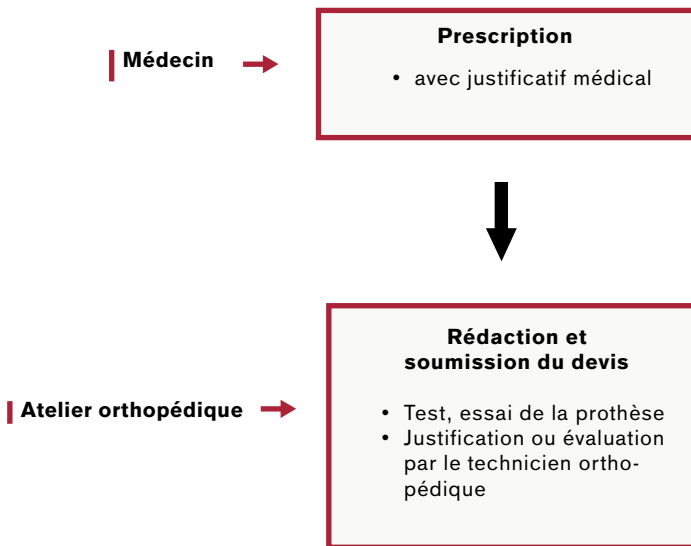 Médecin
Prescription
• avec justificatif médical
Atelier orthopédique
Rédaction et
soumission du devis
• Test, essai de la prothèse
• Justification ou évaluation
par le technicien ortho-
pédique